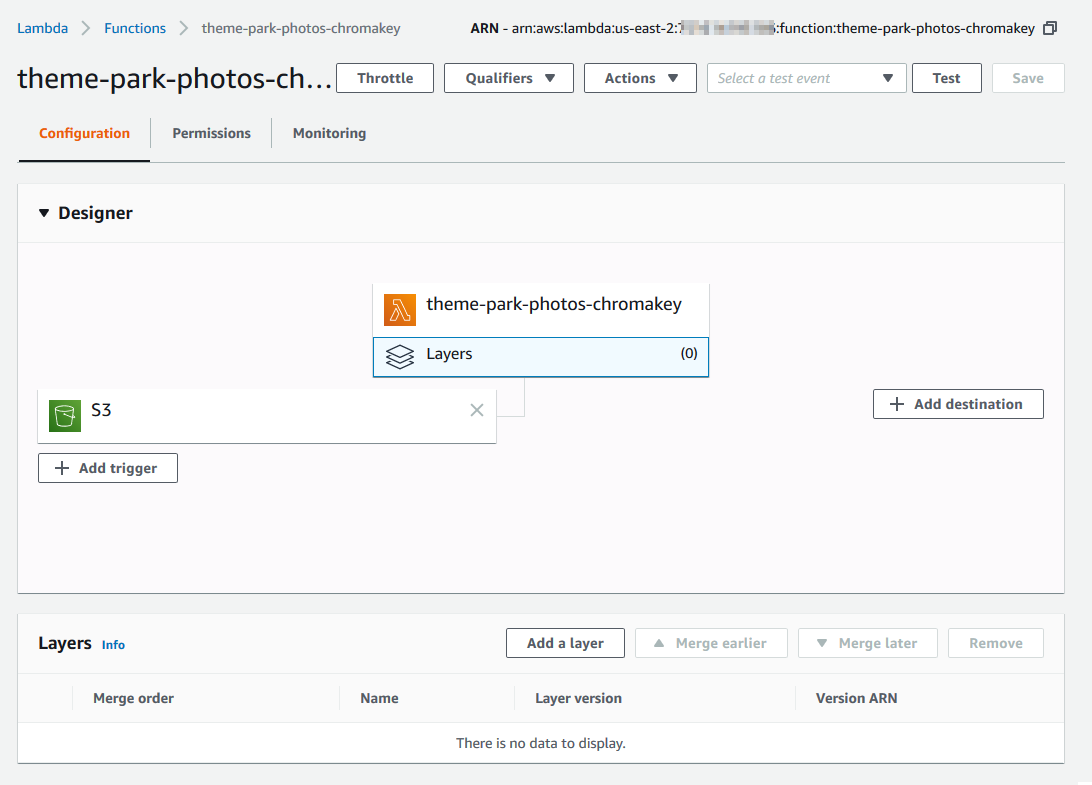 Lambda Functions theme-park-photos-chromakey ARN - arn:aws:lambda:us-east-2: :function:theme-park-photos-chromakey
theme-park-photos-ch... Throttle Qualifiers Actions Select a test event Test Save
Configuration Permissions Monitoring
Designer
theme-park-photos-chromakey
Layers (0)
S3
Add destination
Add trigger
Layers Info Add a layer Merge earlier Merge later Remove
Merge order Name Layer version Version ARN
There is no data to display.